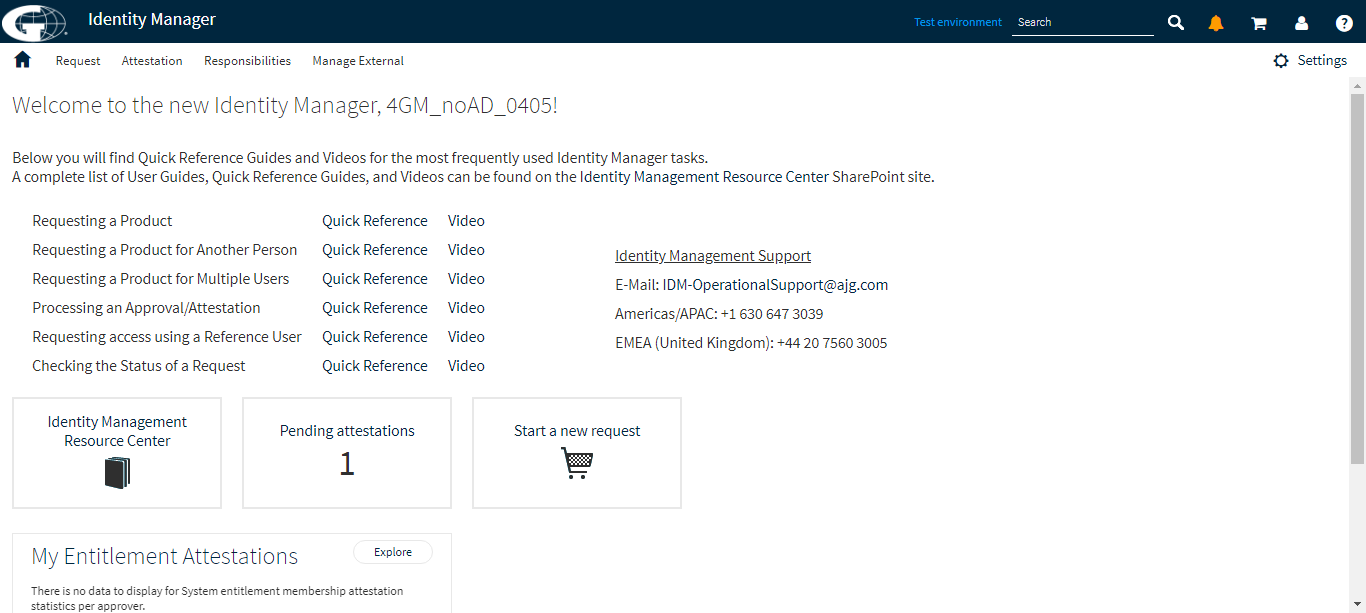 Identity Manager
Test environment
Search
Request Attestation Responsibilities Manage External
Settings
Welcome to the new Identity Manager, 4GM_noAD_0405!
Below you will find Quick Reference Guides and Videos for the most frequently used Identity Manager tasks.
A complete list of User Guides, Quick Reference Guides, and Videos can be found on the Identity Management Resource Center SharePoint site.
Requesting a Product Quick Reference Video
Requesting a Product for Another Person Quick Reference Video
Requesting a Product for Multiple Users Quick Reference Video
Processing an Approval/Attestation Quick Reference Video
Requesting access using a Reference User Quick Reference Video
Checking the Status of a Request Quick Reference Video
Identity Management Support
E-Mail: IDM-OperationalSupport@ajg.com
Americas/APAC: +1 630 647 3039
EMEA (United Kingdom): +44 20 7560 3005
Identity Management
Resource Center
Pending attestations
1
Start a new request
My Entitlement Attestations
Explore
There is no data to display for System entitlement membership attestation
statistics per approver.